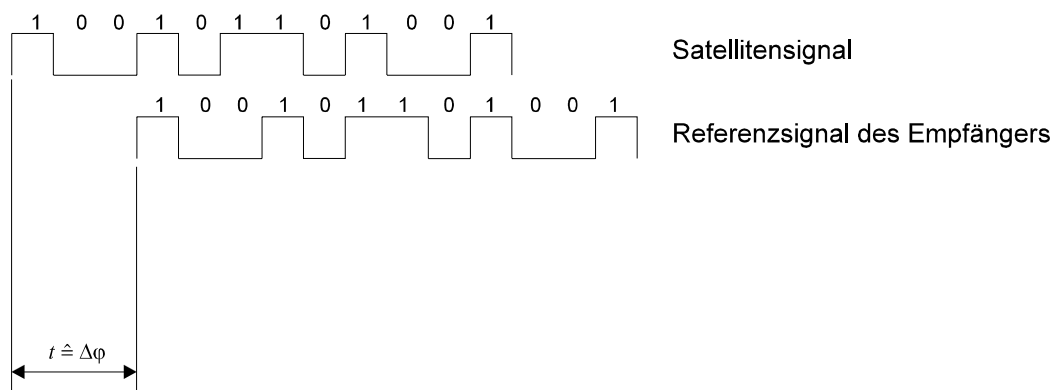 1 0 0 1 0 1 1 0 1 0 0 1
Satellitensignal
1 0 0 1 0 1 1 0 1 0 0 1
Referenzsignal des Empfängers
t ≙ Δφ